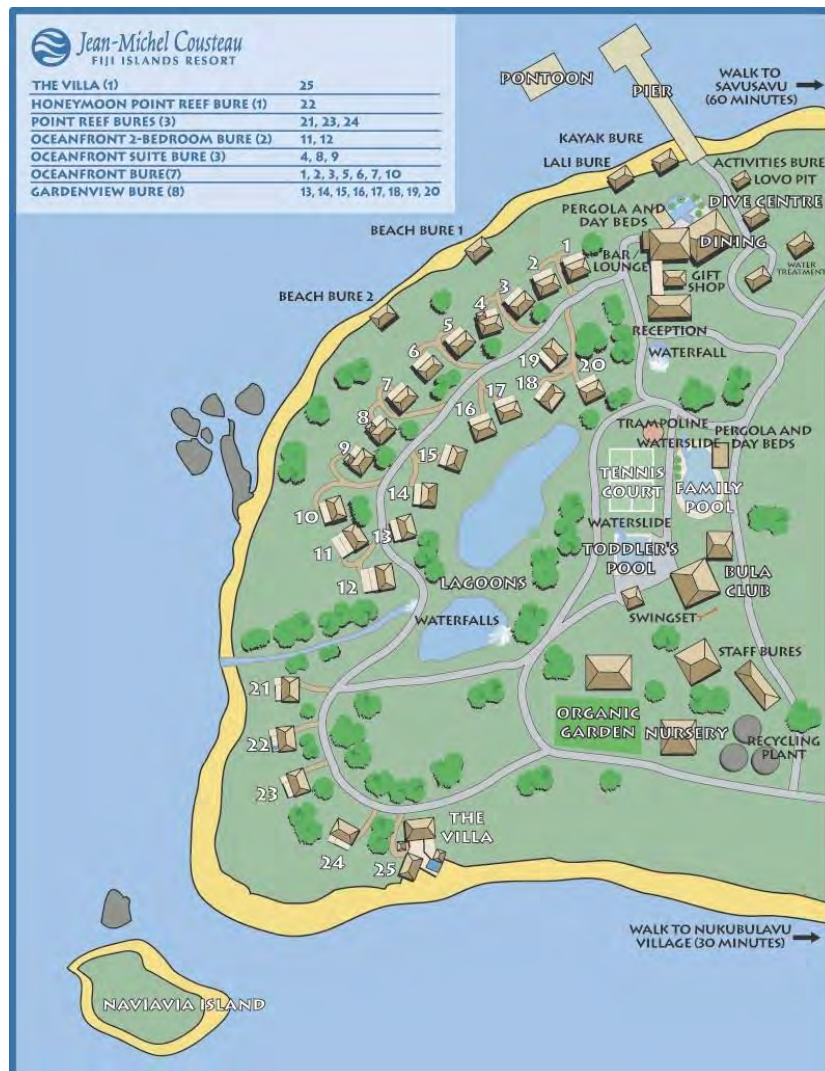 Jean-Michel Cousteau
FIJI ISLANDS RESORT
THE VILLA (1) 25
HONEYMOON POINT REEF BURE (1) 22
POINT REEF BURES (3) 21, 23, 24
OCEANFRONT 2-BEDROOM BURE (2) 11, 12
OCEANFRONT SUITE BURE (3) 4, 8, 9
OCEANFRONT BURE(7) 1, 2, 3, 5, 6, 7, 10
GARDENVIEW BURE (8) 13, 14, 15, 16, 17, 18, 19, 20
PONTOON
PIER
WALK TO
SAVUSAVU
(60 MINUTES)
KAYAK BURE
LALI BURE
ACTIVITIES BURE
LOVO PIT
DIVE CENTRE
PERGOLA AND
DAY BEDS
DINING
BEACH BURE 1
BAR /
LOUNGE
GIFT
SHOP
WATER
TREATMENT
BEACH BURE 2
RECEPTION
WATERFALL
1
2
3
4
5
6
7
8
9
10
11
12
13
14
15
16
17
18
19
20
TRAMPOLINE
WATERSLIDE
PERGOLA AND
DAY BEDS
TENNIS
COURT
FAMILY
POOL
WATERSLIDE
TODDLER'S
POOL
BULA
CLUB
LAGOONS
WATERFALLS
SWINGSET
STAFF BURES
21
22
23
24
25
ORGANIC
GARDEN
NURSERY
RECYCLING
PLANT
THE
VILLA
WALK TO NUKUBULAVU
VILLAGE (30 MINUTES)
NAVIAVIA ISLAND